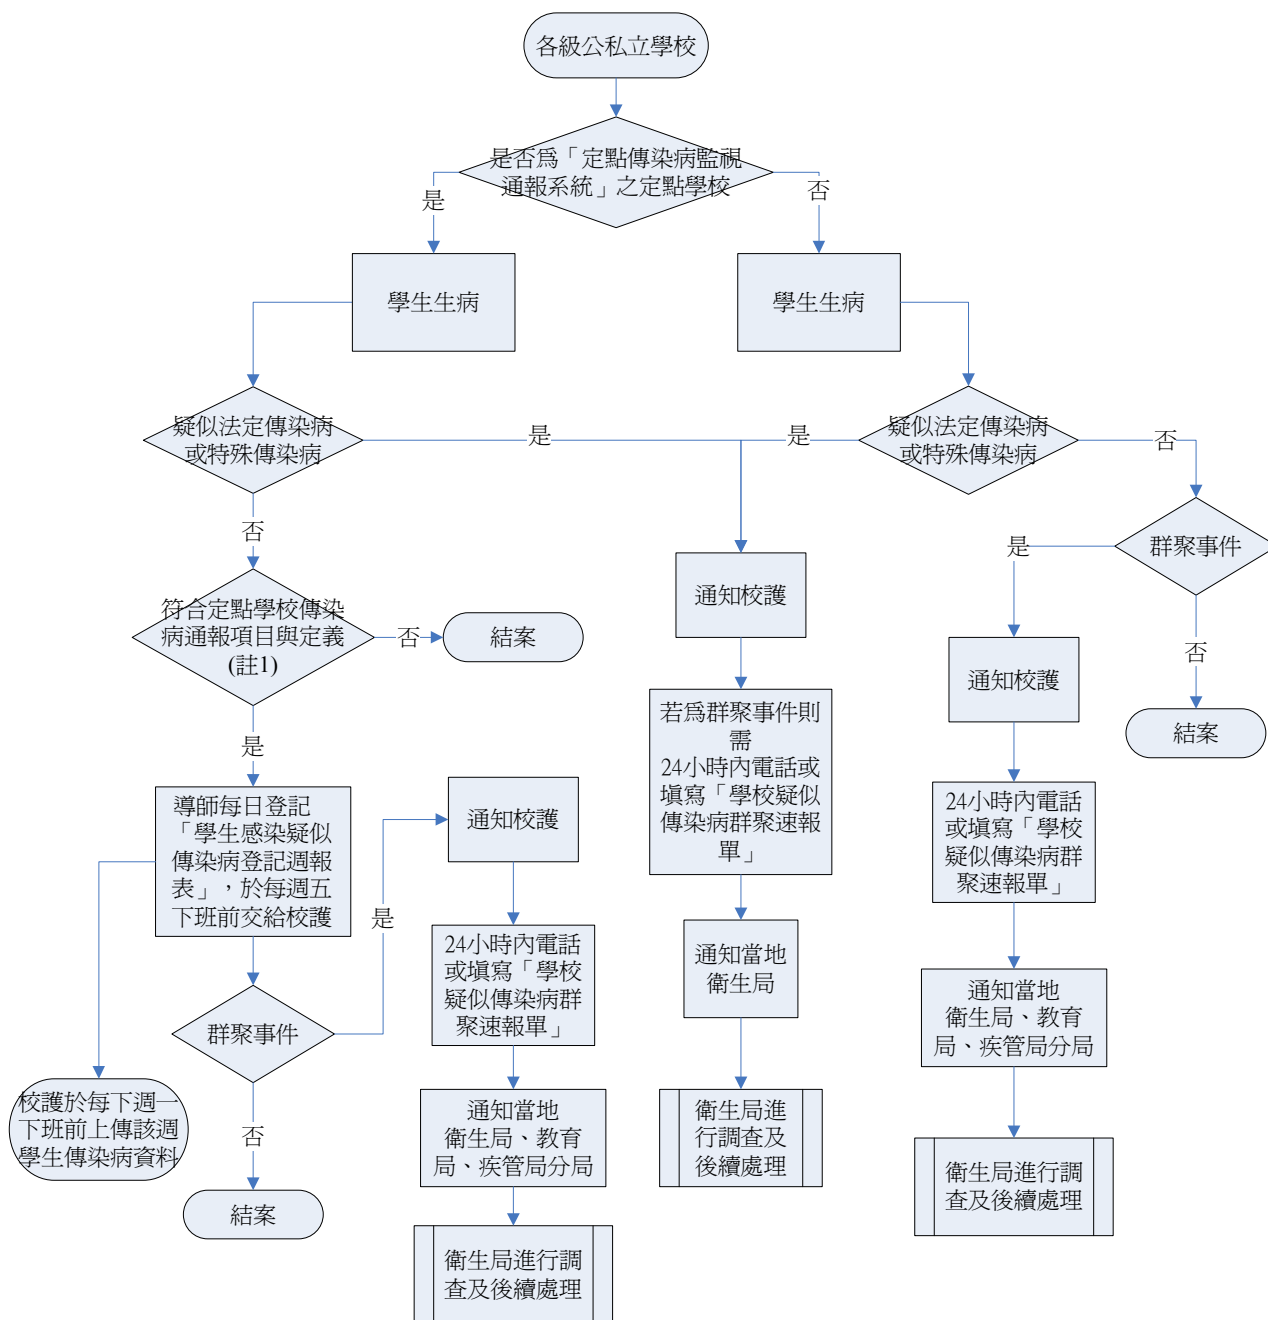 各級公私立學校
是否為「定點傳染病監視
通報系統」之定點學校
是
否
學生生病
學生生病
疑似法定傳染病
或特殊傳染病
是
是
疑似法定傳染病
或特殊傳染病
否
否
是
群聚事件
通知校護
符合定點學校傳染
病通報項目與定義
(註1)
否
結案
通知校護
否
若為群聚事件則
需
24小時內電話或
填寫「學校疑似
傳染病群聚速報
單」
結案
是
導師每日登記
「學生感染疑似
傳染病登記週報
表」，於每週五
下班前交給校護
通知校護
24小時內電話
或填寫「學校
疑似傳染病群
聚速報單」
是
24小時內電話
或填寫「學校
疑似傳染病群
聚速報單」
通知當地
衛生局
通知當地
衛生局、教育
局、疾管局分局
群聚事件
校護於每下週一
下班前上傳該週
學生傳染病資料
否
通知當地
衛生局、教育
局、疾管局分局
衛生局進
行調查及
後續處理
衛生局進行調
查及後續處理
結案
衛生局進行調
查及後續處理